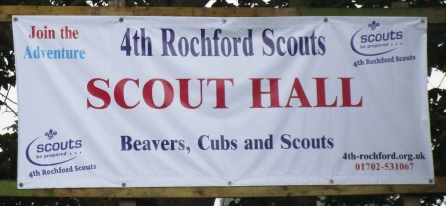 Join the
Adventure
4th Rochford Scouts
scouts
be prepared...
4th Rochford Scouts
SCOUT HALL
scouts
be prepared...
4th Rochford Scouts
Beavers, Cubs and Scouts
4th-rochford.org.uk
01702-531067